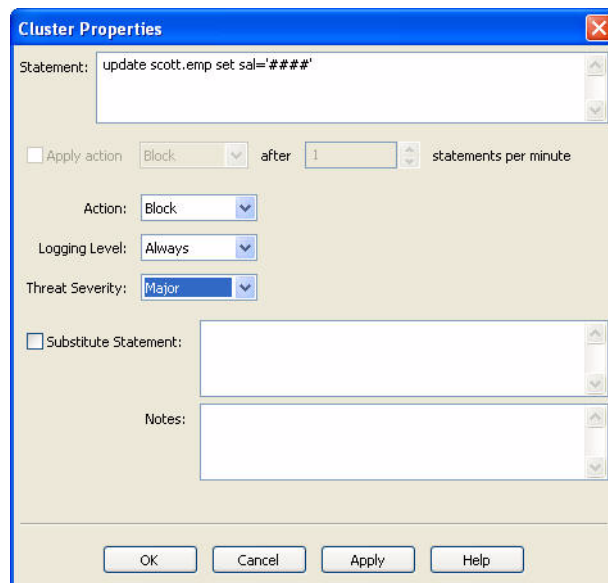 Cluster Properties
Statement: update scott.emp set sal='####'
Apply action Block after 1 statements per minute
Action: Block
Logging Level: Always
Threat Severity: Major
Substitute Statement:
Notes:
OK Cancel Apply Help